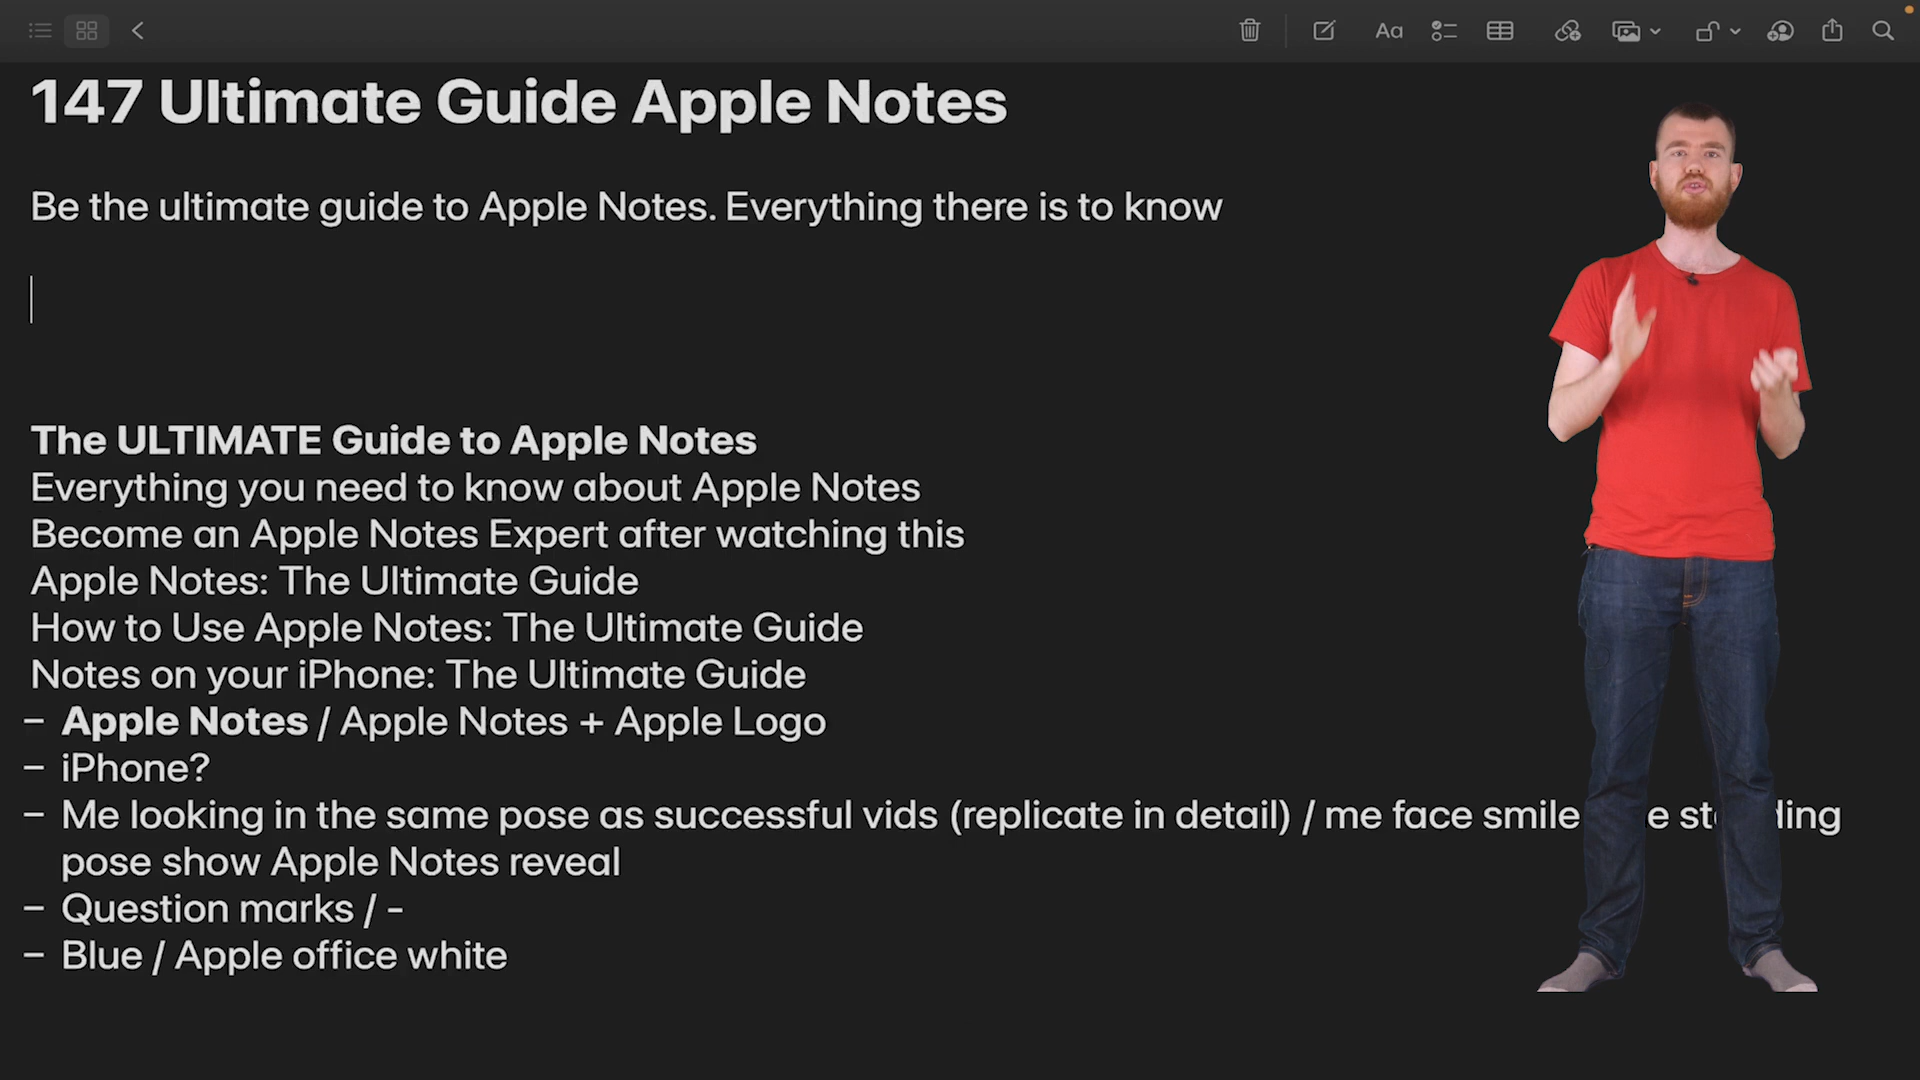 Aa
147 Ultimate Guide Apple Notes
Be the ultimate guide to Apple Notes. Everything there is to know
The ULTIMATE Guide to Apple Notes
Everything you need to know about Apple Notes
Become an Apple Notes Expert after watching this
Apple Notes: The Ultimate Guide
How to Use Apple Notes: The Ultimate Guide
Notes on your iPhone: The Ultimate Guide
– Apple Notes / Apple Notes + Apple Logo
– iPhone?
– Me looking in the same pose as successful vids (replicate in detail) / me face smile
pose show Apple Notes reveal
– Question marks / -
– Blue / Apple office white